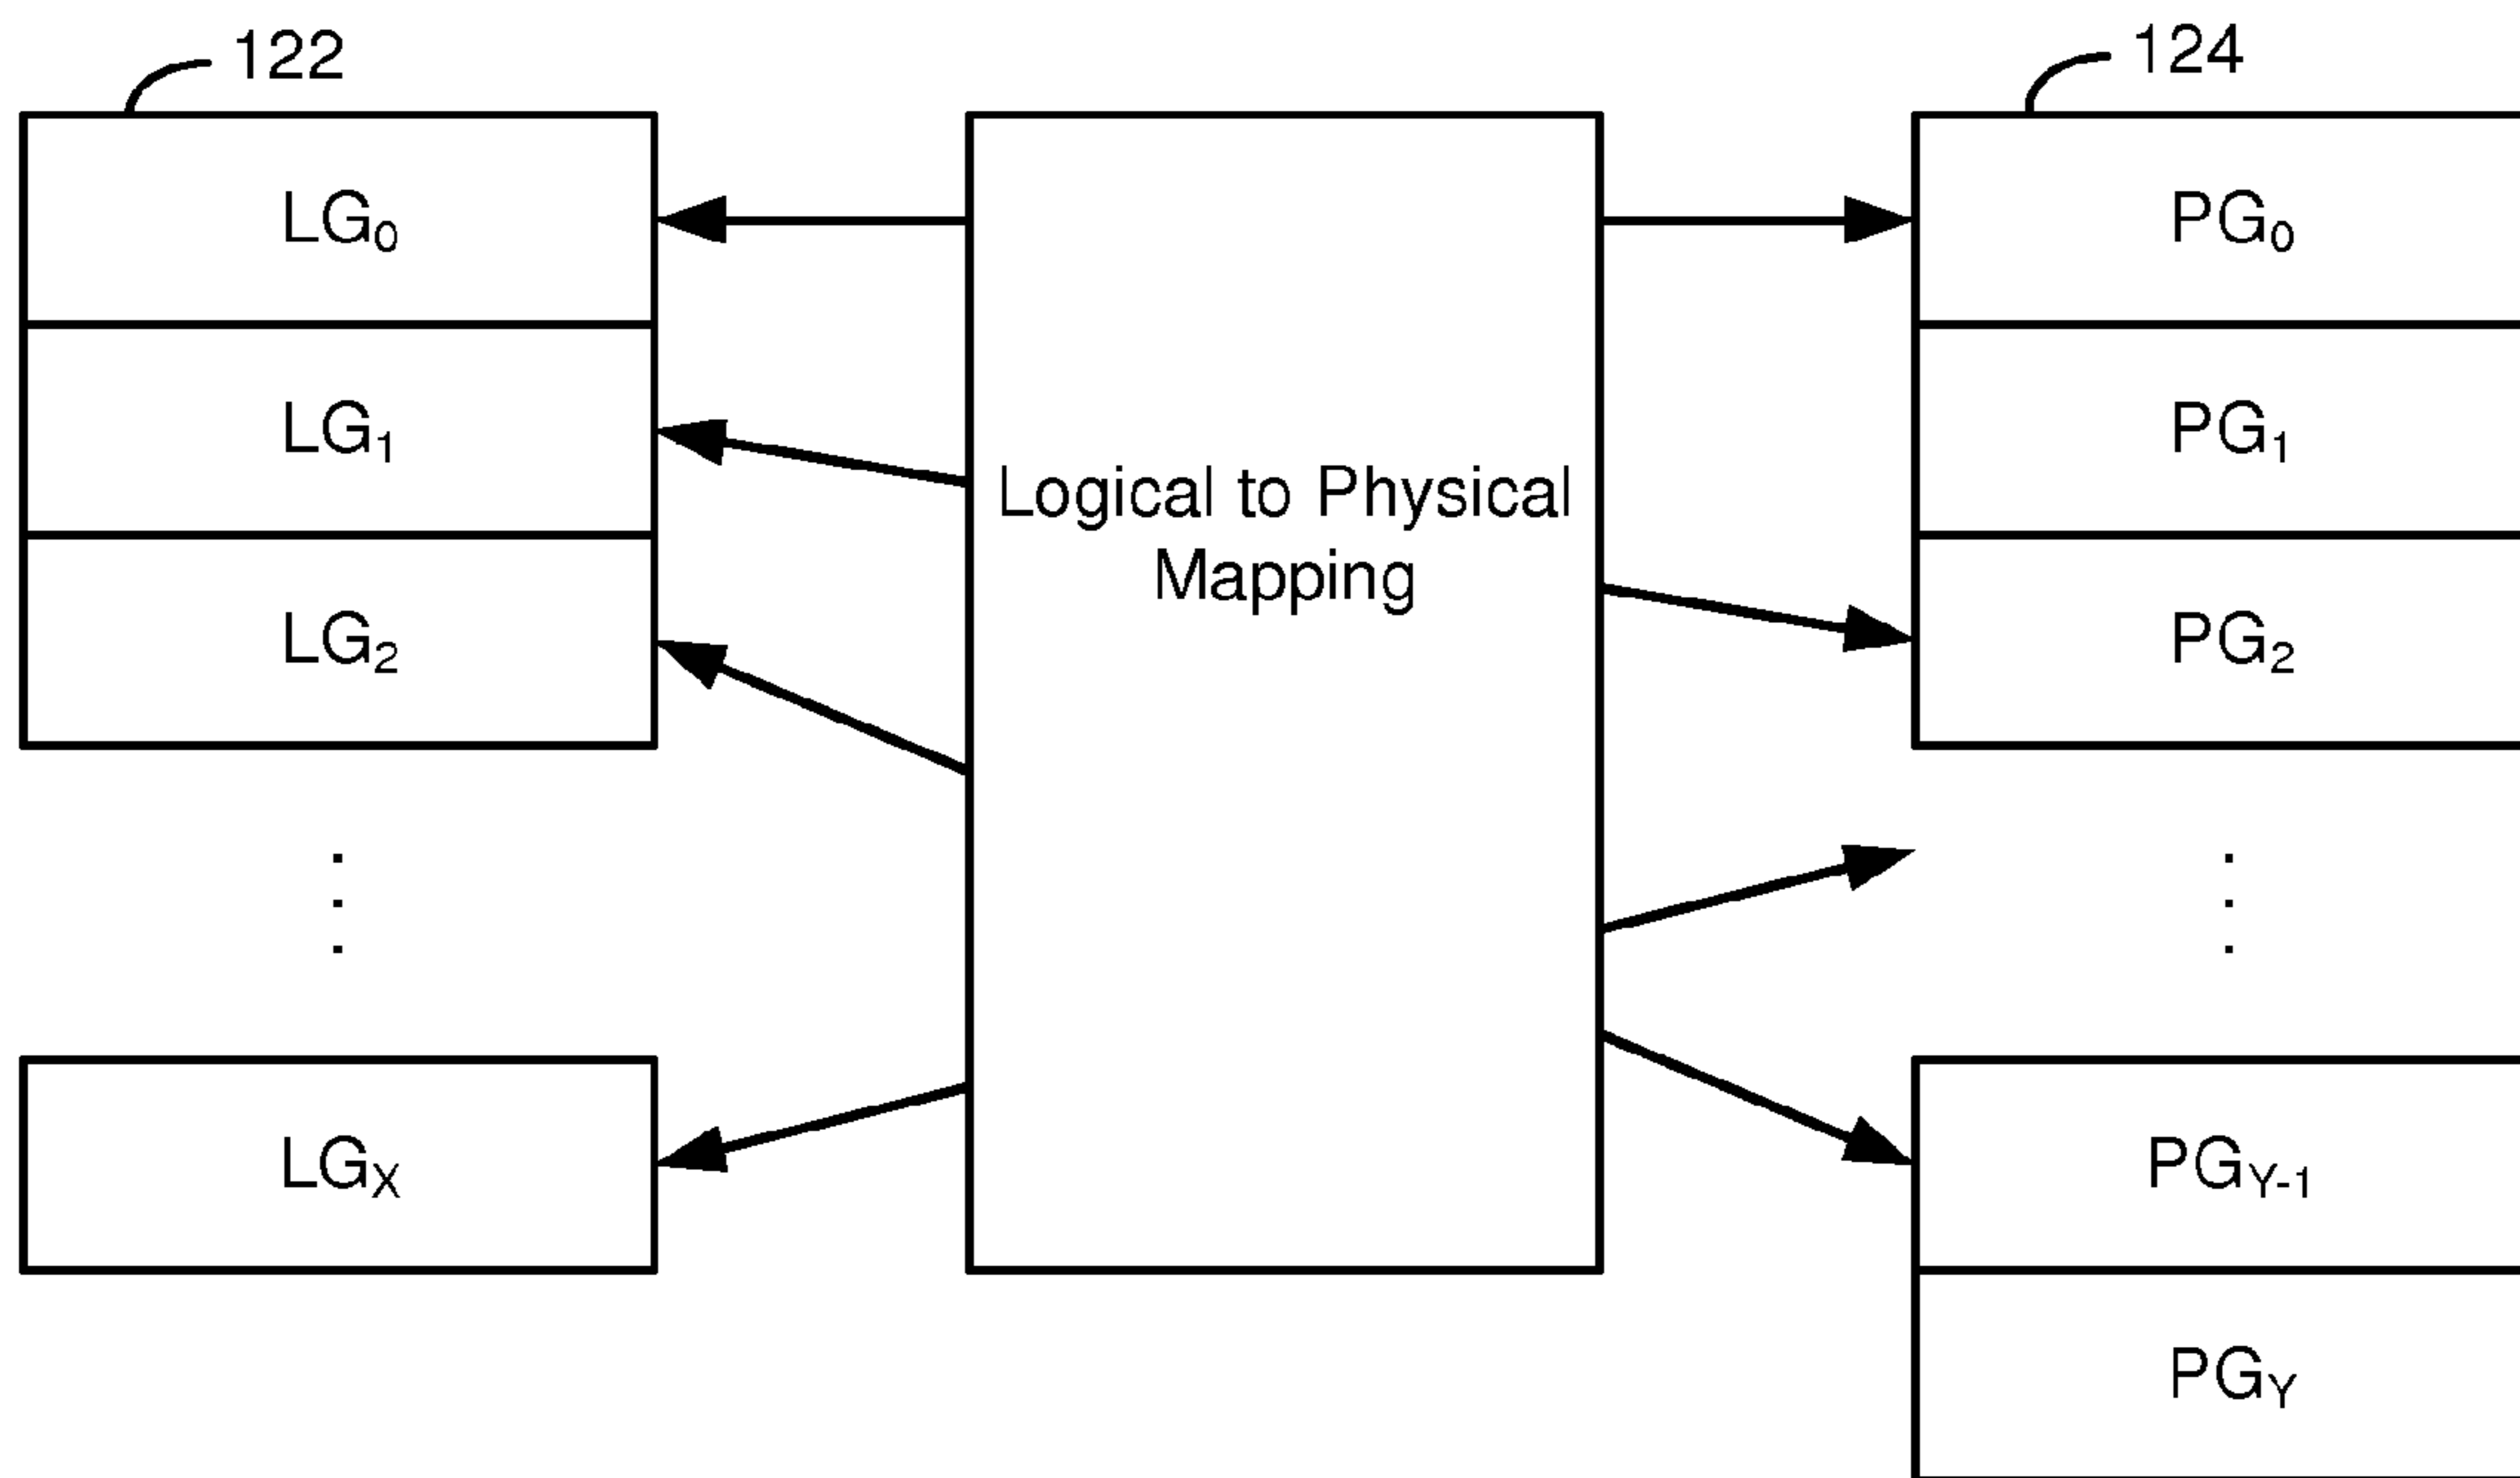 122
124
LG₀
LG₁
LG₂
LGX
Logical to Physical
Mapping
PG₀
PG₁
PG₂
PGY-1
PGY